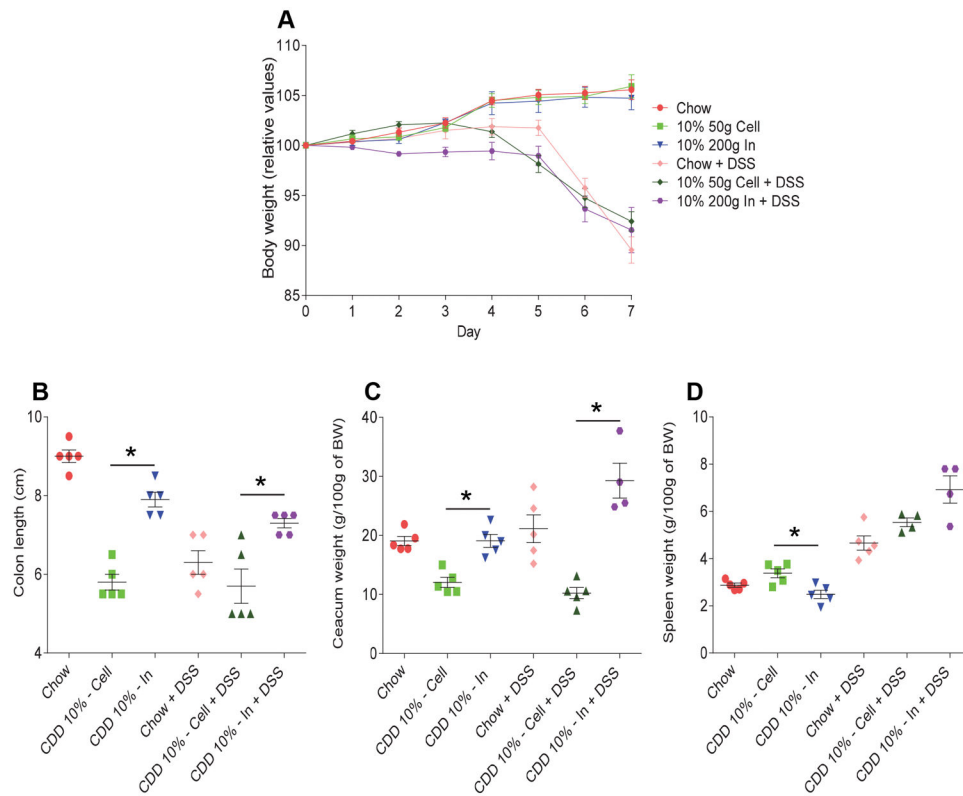 A
Body weight (relative values)
110
105
100
95
90
85
0 1 2 3 4 5 6 7
Day
Chow
10% 50g Cell
10% 200g In
Chow + DSS
10% 50g Cell + DSS
10% 200g In + DSS
B
Colon length (cm)
10
8
6
4
*
*
Chow
CDD 10% - Cell
CDD 10% - In
Chow + DSS
CDD 10% - Cell + DSS
CDD 10% - In + DSS
C
Ceacum weight (g/100g of BW)
40
30
20
10
0
*
*
Chow
CDD 10% - Cell
CDD 10% - In
Chow + DSS
CDD 10% - Cell + DSS
CDD 10% - In + DSS
D
Spleen weight (g/100g of BW)
10
8
6
4
2
0
*
Chow
CDD 10% - Cell
CDD 10% - In
Chow + DSS
CDD 10% - Cell + DSS
CDD 10% - In + DSS